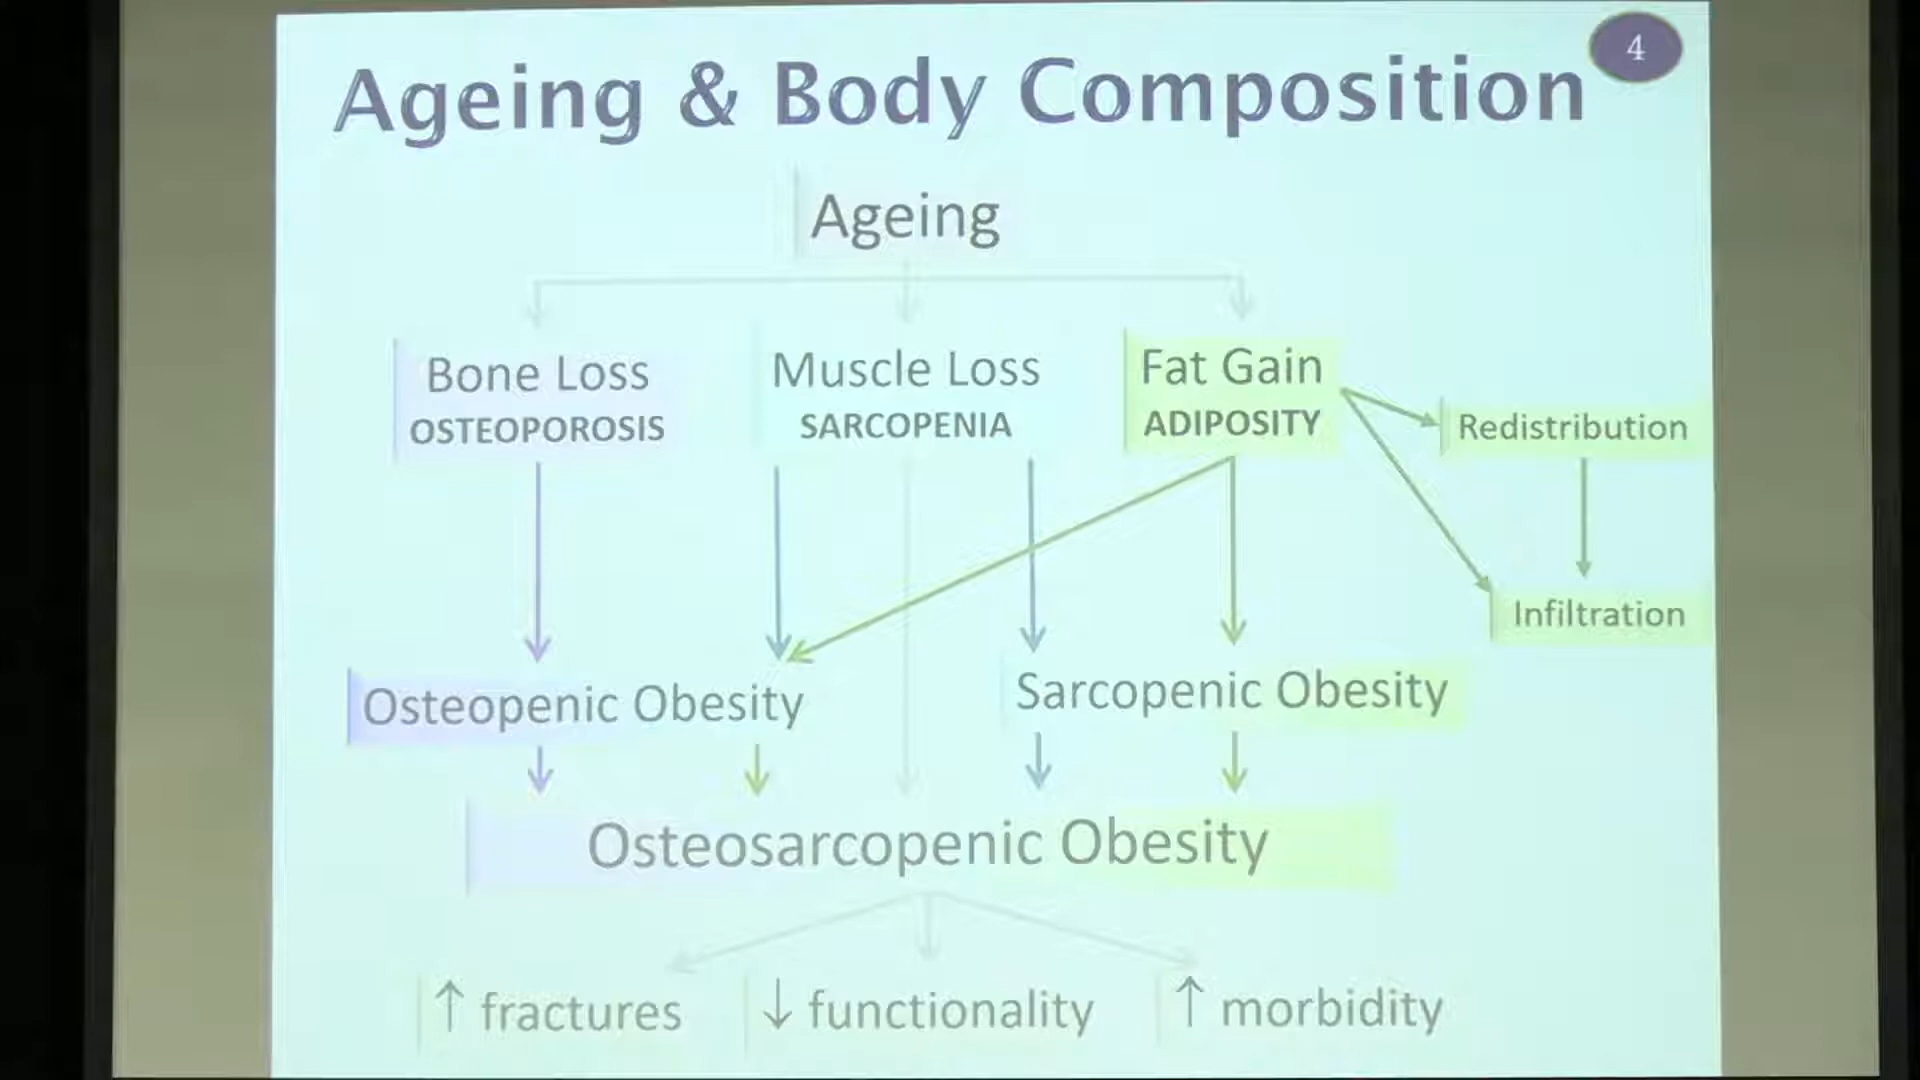 4
Ageing & Body Composition
Ageing
Bone Loss
OSTEOPOROSIS
Muscle Loss
SARCOPENIA
Fat Gain
ADIPOSITY
Redistribution
Infiltration
Osteopenic Obesity
Sarcopenic Obesity
Osteosarcopenic Obesity
↑ fractures
↓ functionality
↑ morbidity